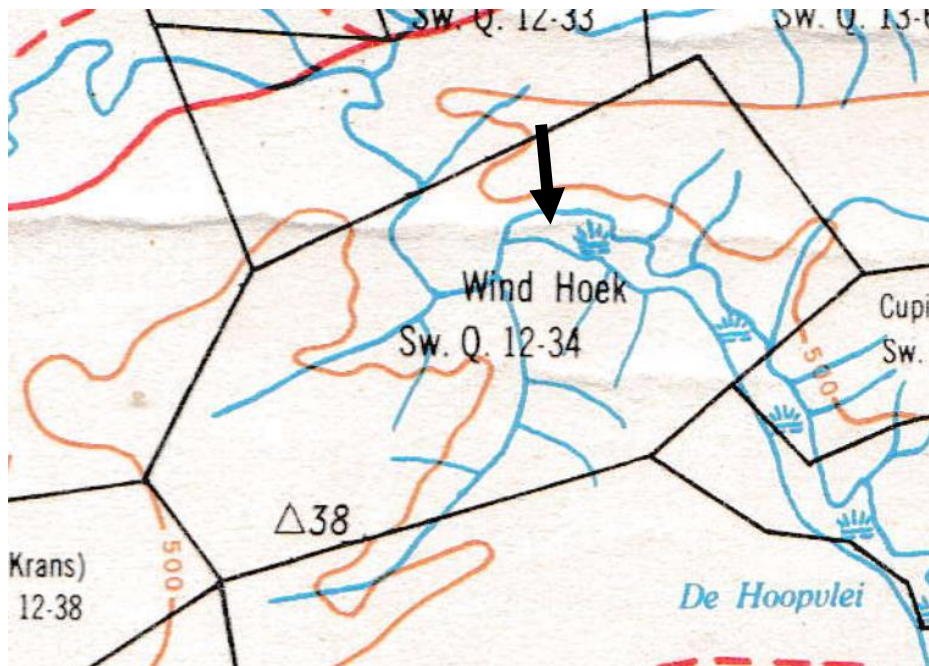 Sw. Q. 12-33
Sw. Q. 13-6
Wind Hoek
Sw. Q. 12-34
Cupi
Sw.
500
△38
500
Krans)
12-38
De Hoopvlei